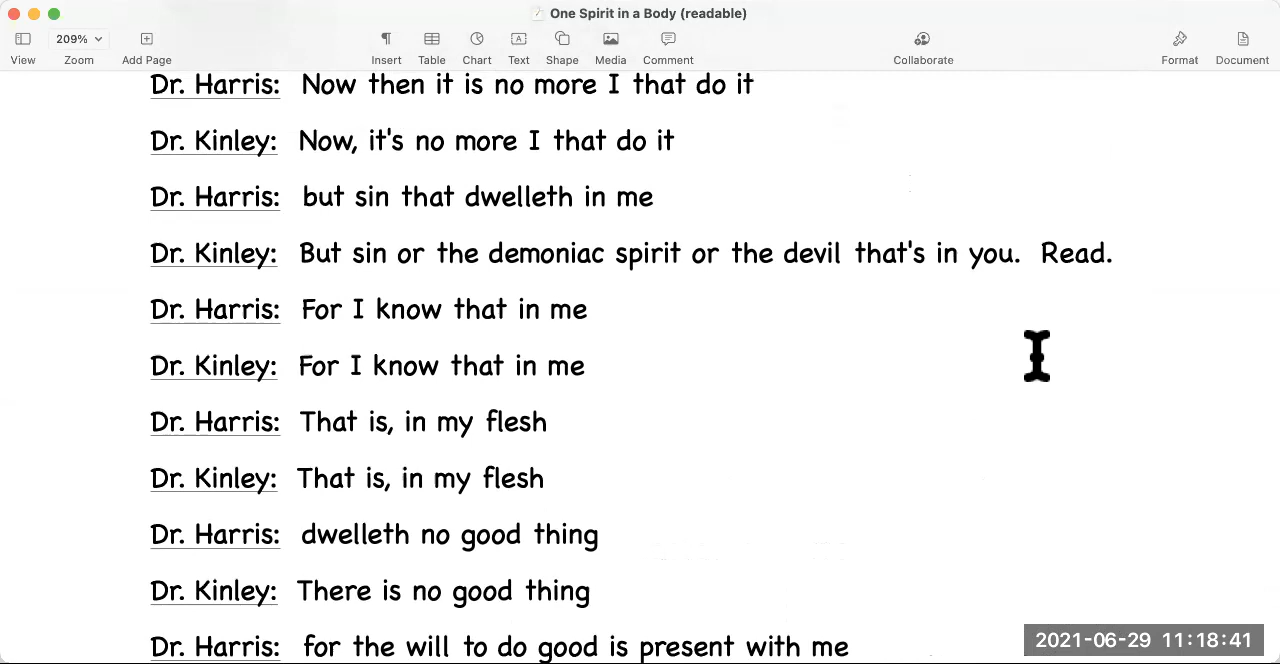 One Spirit in a Body (readable)
209%
View Zoom Add Page Insert Table Chart Text Shape Media Comment Collaborate Format Document
Dr. Harris: Now then it is no more I that do it
Dr. Kinley: Now, it's no more I that do it
Dr. Harris: but sin that dwelleth in me
Dr. Kinley: But sin or the demoniac spirit or the devil that's in you. Read.
Dr. Harris: For I know that in me
Dr. Kinley: For I know that in me
Dr. Harris: That is, in my flesh
Dr. Kinley: That is, in my flesh
Dr. Harris: dwelleth no good thing
Dr. Kinley: There is no good thing
Dr. Harris: for the will to do good is present with me
2021-06-29 11:18:41